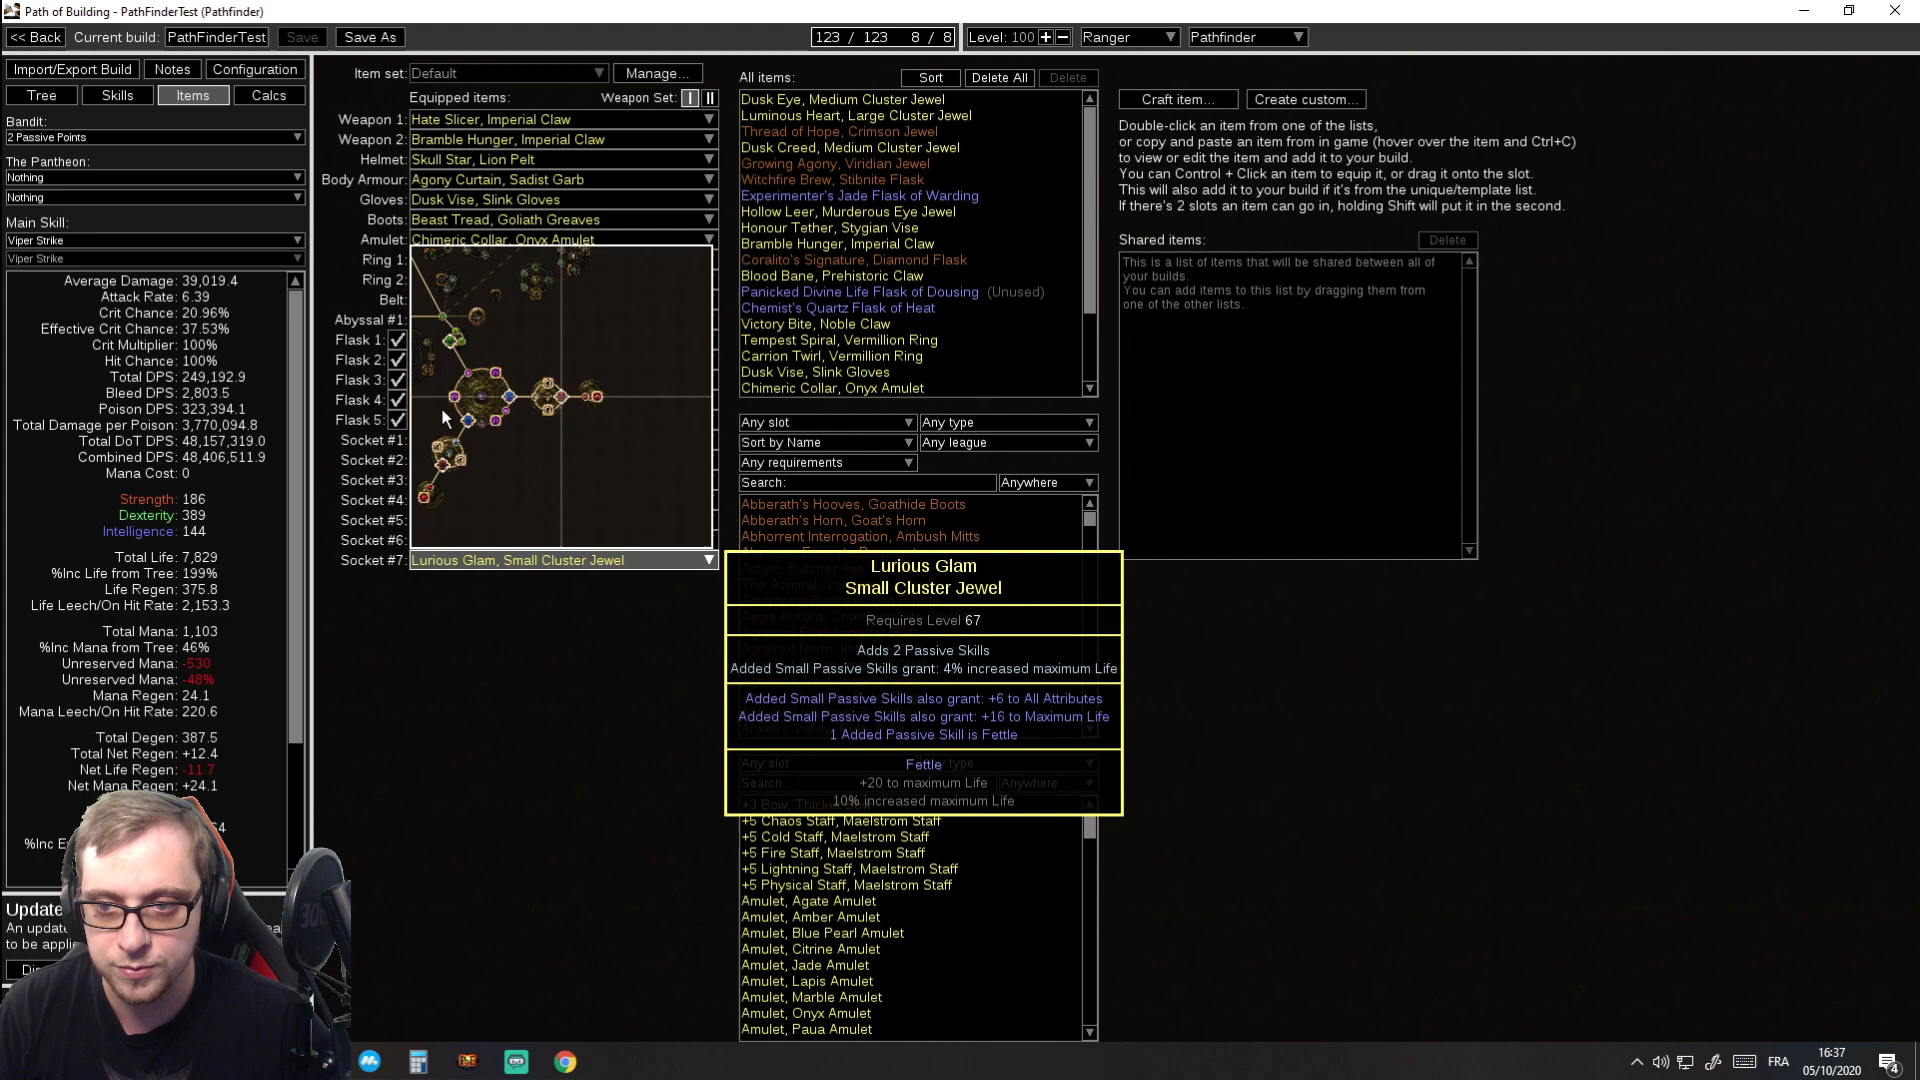 Path of Building - PathFinderTest (Pathfinder)
<< Back
Current build: PathFinderTest
Save
Save As
123 / 123 8 / 8
Level: 100
Ranger
Pathfinder
Import/Export Build
Notes
Configuration
Tree
Skills
Items
Calcs
Bandit:
2 Passive Points
The Pantheon:
Nothing
Nothing
Main Skill:
Viper Strike
Viper Strike
Average Damage: 39,019.4
Attack Rate: 6.39
Crit Chance: 20.96%
Effective Crit Chance: 37.53%
Crit Multiplier: 100%
Hit Chance: 100%
Total DPS: 249,192.9
Bleed DPS: 2,803.5
Poison DPS: 323,394.1
Total Damage per Poison: 3,770,094.8
Total DoT DPS: 48,157,319.0
Combined DPS: 48,406,511.9
Mana Cost: 0
Strength: 186
Dexterity: 389
Intelligence: 144
Total Life: 7,829
%Inc Life from Tree: 199%
Life Regen: 375.8
Life Leech/On Hit Rate: 2,153.3
Total Mana: 1,103
%Inc Mana from Tree: 46%
Unreserved Mana: -530
Unreserved Mana: -48%
Mana Regen: 24.1
Mana Leech/On Hit Rate: 220.6
Total Degen: 387.5
Total Net Regen: +12.4
Net Life Regen: -11.7
Net Mana Regen: +24.1
%Inc
Update
An update
to be applie
Item set: Default
Manage...
Equipped items:
Weapon Set: I II
Weapon 1: Hate Slicer, Imperial Claw
Weapon 2: Bramble Hunger, Imperial Claw
Helmet: Skull Star, Lion Pelt
Body Armour: Agony Curtain, Sadist Garb
Gloves: Dusk Vise, Slink Gloves
Boots: Beast Tread, Goliath Greaves
Amulet: Chimeric Collar, Onyx Amulet
Ring 1:
Ring 2:
Belt:
Abyssal #1:
Flask 1:
Flask 2:
Flask 3:
Flask 4:
Flask 5:
Socket #1:
Socket #2:
Socket #3:
Socket #4:
Socket #5:
Socket #6:
Socket #7: Lurious Glam, Small Cluster Jewel
All items:
Sort
Delete All
Delete
Dusk Eye, Medium Cluster Jewel
Luminous Heart, Large Cluster Jewel
Thread of Hope, Crimson Jewel
Dusk Creed, Medium Cluster Jewel
Growing Agony, Viridian Jewel
Witchfire Brew, Stibnite Flask
Experimenter's Jade Flask of Warding
Hollow Leer, Murderous Eye Jewel
Honour Tether, Stygian Vise
Bramble Hunger, Imperial Claw
Coralito's Signature, Diamond Flask
Blood Bane, Prehistoric Claw
Panicked Divine Life Flask of Dousing (Unused)
Chemist's Quartz Flask of Heat
Victory Bite, Noble Claw
Tempest Spiral, Vermillion Ring
Carrion Twirl, Vermillion Ring
Dusk Vise, Slink Gloves
Chimeric Collar, Onyx Amulet
Any slot
Any type
Sort by Name
Any league
Any requirements
Search:
Anywhere
Abberath's Hooves, Goathide Boots
Abberath's Horn, Goat's Horn
Abhorrent Interrogation, Ambush Mitts
Lurious Glam
Small Cluster Jewel
Requires Level 67
Adds 2 Passive Skills
Added Small Passive Skills grant: 4% increased maximum Life
Added Small Passive Skills also grant: +6 to All Attributes
Added Small Passive Skills also grant: +16 to Maximum Life
1 Added Passive Skill is Fettle
Fettle
+20 to maximum Life
10% increased maximum Life
Any slot
type
Search:
Anywhere
+3 Bow, Thicket
+5 Chaos Staff, Maelstrom Staff
+5 Cold Staff, Maelstrom Staff
+5 Fire Staff, Maelstrom Staff
+5 Lightning Staff, Maelstrom Staff
+5 Physical Staff, Maelstrom Staff
Amulet, Agate Amulet
Amulet, Amber Amulet
Amulet, Blue Pearl Amulet
Amulet, Citrine Amulet
Amulet, Jade Amulet
Amulet, Lapis Amulet
Amulet, Marble Amulet
Amulet, Onyx Amulet
Amulet, Paua Amulet
Craft item...
Create custom...
Double-click an item from one of the lists,
or copy and paste an item from in game (hover over the item and Ctrl+C)
to view or edit the item and add it to your build.
You can Control + Click an item to equip it, or drag it onto the slot.
This will also add it to your build if it's from the unique/template list.
If there's 2 slots an item can go in, holding Shift will put it in the second.
Shared items:
Delete
This is a list of items that will be shared between all of
your builds.
You can add items to this list by dragging them from
one of the other lists.
FRA
16:37
05/10/2020
4